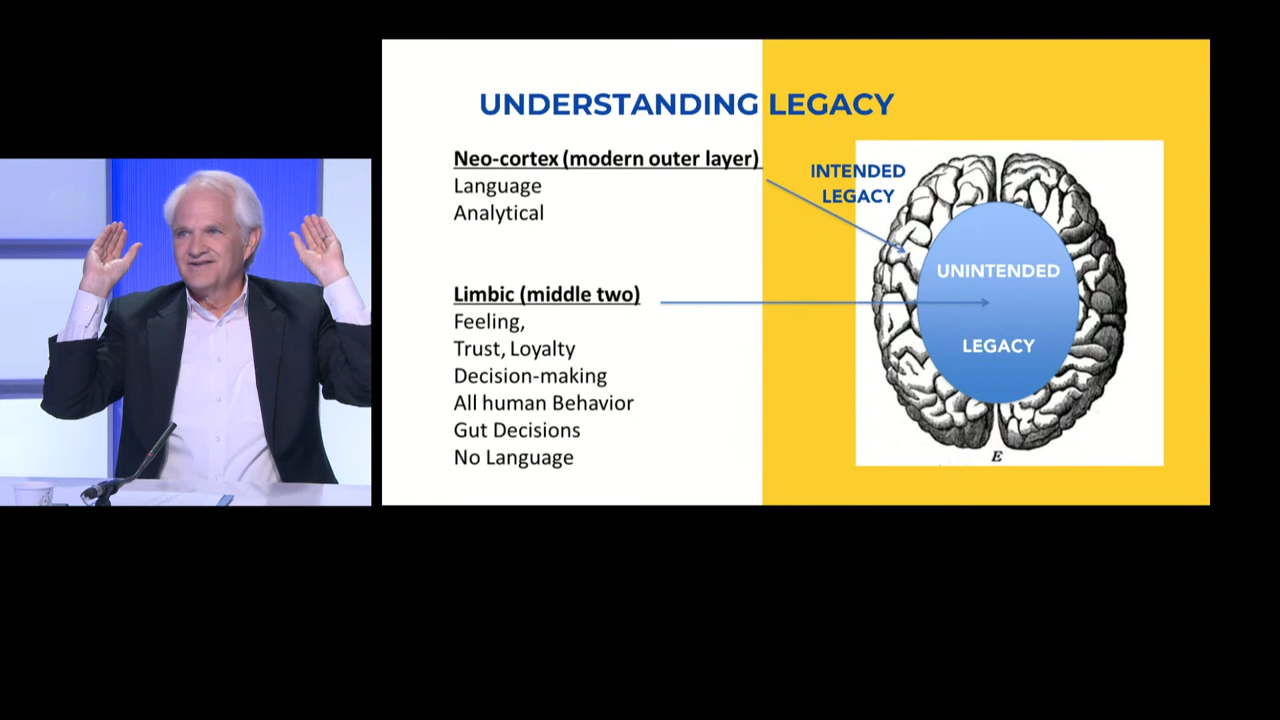 UNDERSTANDING LEGACY
Neo-cortex (modern outer layer)
Language
Analytical
Limbic (middle two)
Feeling,
Trust, Loyalty
Decision-making
All human Behavior
Gut Decisions
No Language
INTENDED
LEGACY
UNINTENDED
LEGACY
E